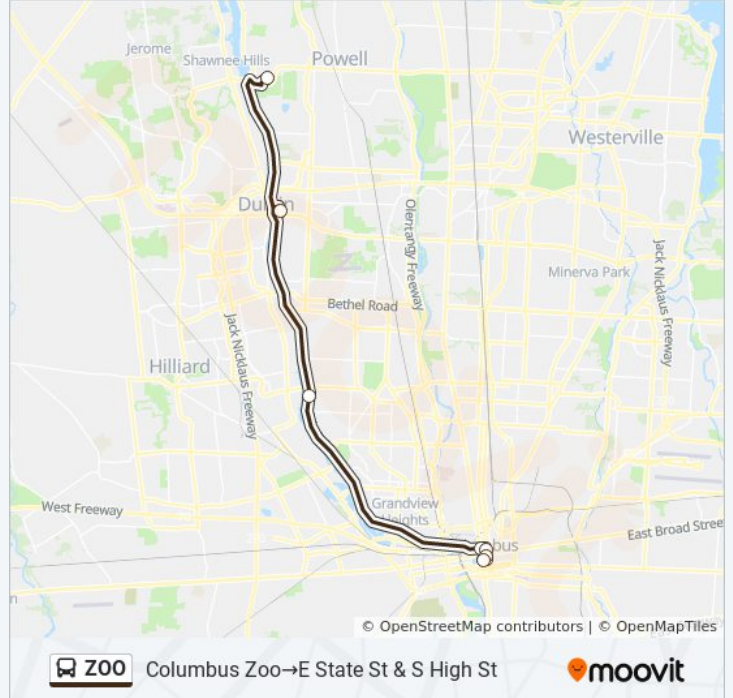 Jerome
Shawnee Hills
Powell
Westerville
Olentangy Freeway
Jack Nicklaus Freeway
Minerva Park
Bethel Road
Jack Nicklaus Freeway
Hilliard
West Freeway
Grandview
Heights
East Broad Stree
© OpenStreetMap contributors | © OpenMapTiles
ZOO
Columbus Zoo→E State St & S High St
moovit